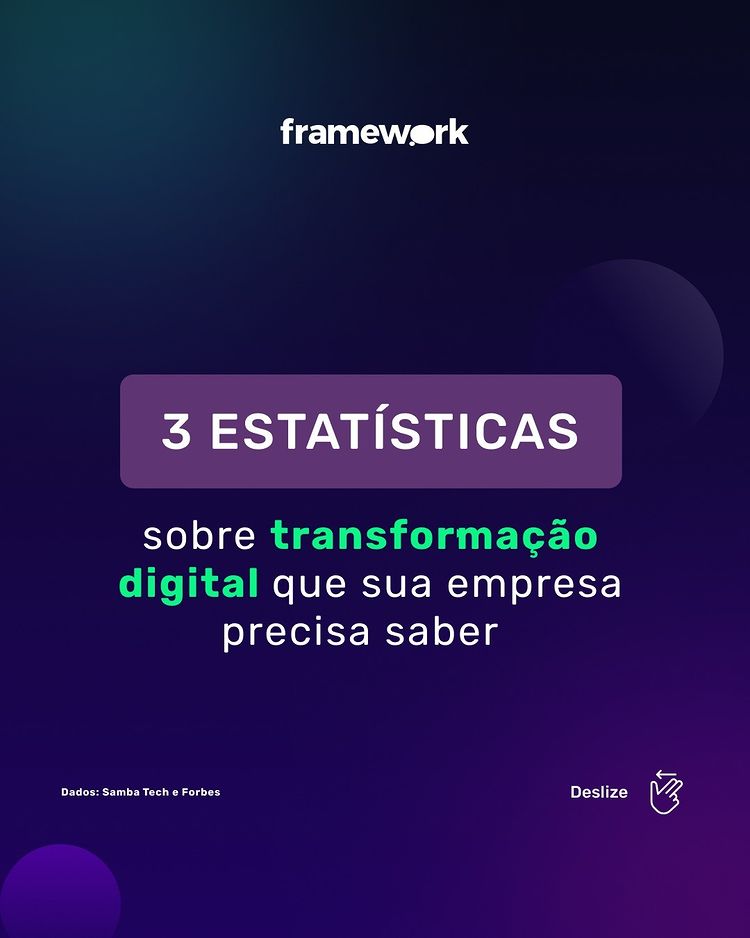 framework
3 ESTATÍSTICAS
sobre transformação
digital que sua empresa
precisa saber
Dados: Samba Tech e Forbes
Deslize